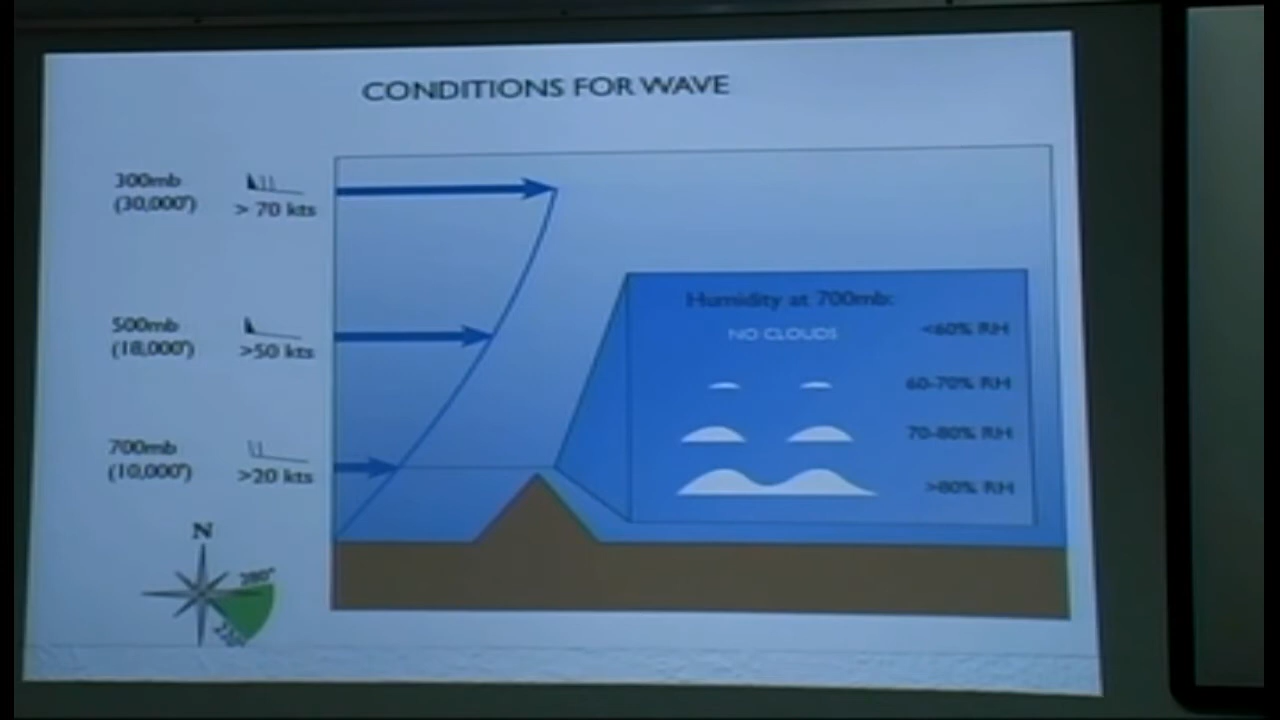 CONDITIONS FOR WAVE
300mb
(30,000')
> 70 kts
500mb
(18,000')
>50 kts
700mb
(10,000')
>20 kts
Humidity at 700mb:
NO CLOUDS
<60% RH
60-70% RH
70-80% RH
>80% RH
N
280°